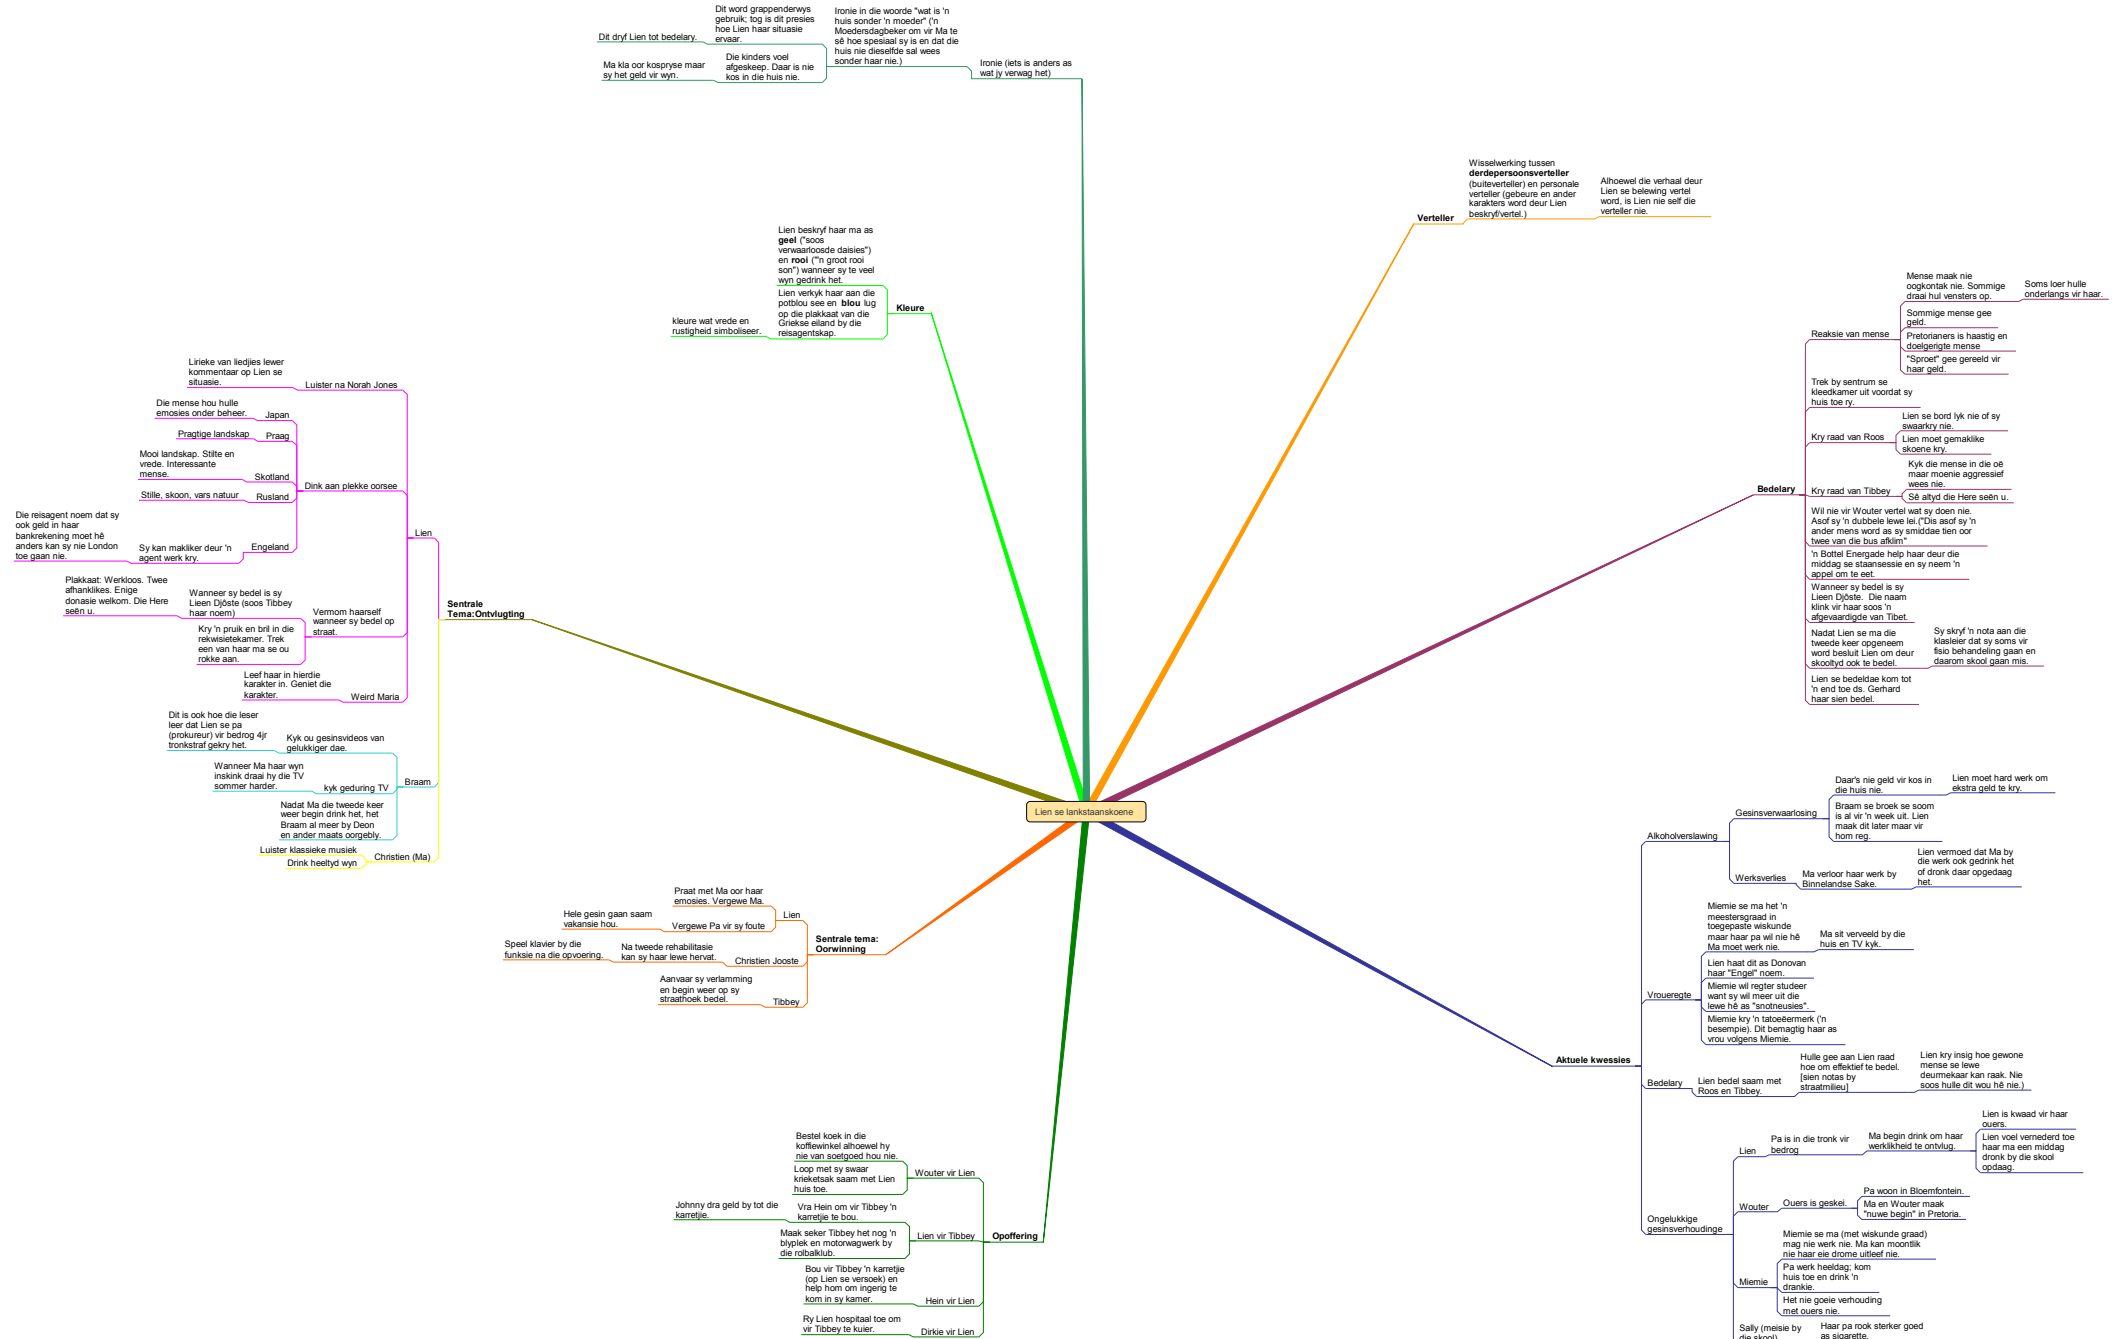 Lien se lankstaanskoene
Ironie (iets is anders as
wat jy verwag het)
Ironie in die woorde "wat is 'n
huis sonder 'n moeder" ('n
Moedersdagbeker om vir Ma te
sê hoe spesiaal sy is en dat die
huis nie dieselfde sal wees
sonder haar nie.)
Dit word grappenderwys
gebruik; tog is dit presies
hoe Lien haar situasie
ervaar.
Dit dryf Lien tot bedelary.
Die kinders voel
afgeskeep. Daar is nie
kos in die huis nie.
Ma kla oor kospryse maar
sy het geld vir wyn.
Verteller
Wisselwerking tussen
derdepersoonsverteller
(buiteverteller) en personale
verteller (gebeure en ander
karakters word deur Lien
beskryf/vertel.)
Alhoewel die verhaal deur
Lien se belewing vertel
word, is Lien nie self die
verteller nie.
Kleure
Lien beskryf haar ma as
geel ("soos
verwaarloosde daisies")
en rooi ("'n groot rooi
son") wanneer sy te veel
wyn gedrink het.
Lien verkyk haar aan die
potblou see en blou lug
op die plakkaat van die
Griekse eiland by die
reisagentskap.
kleure wat vrede en
rustigheid simboliseer.
Sentrale
Tema:Ontvlugting
Lien
Luister na Norah Jones
Lirieke van liedjies lewer
kommentaar op Lien se
situasie.
Dink aan plekke oorsee
Japan
Die mense hou hulle
emosies onder beheer.
Praag
Pragtige landskap
Skotland
Mooi landskap. Stilte en
vrede. Interessante
mense.
Rusland
Stille, skoon, vars natuur
Engeland
Sy kan makliker deur 'n
agent werk kry.
Die reisagent noem dat sy
ook geld in haar
bankrekening moet hê
anders kan sy nie London
toe gaan nie.
Vermom haarself
wanneer sy bedel op
straat.
Wanneer sy bedel is sy
Lieen Djôste (soos Tibbey
haar noem)
Plakkaat: Werkloos. Twee
afhanklikes. Enige
donasie welkom. Die Here
seën u.
Kry 'n pruik en bril in die
rekwisietekamer. Trek
een van haar ma se ou
rokke aan.
Weird Maria
Leef haar in hierdie
karakter in. Geniet die
karakter.
Braam
Kyk ou gesinsvideos van
gelukkiger dae.
Dit is ook hoe die leser
leer dat Lien se pa
(prokureur) vir bedrog 4jr
tronkstraf gekry het.
kyk geduring TV
Wanneer Ma haar wyn
inskink draai hy die TV
sommer harder.
Nadat Ma die tweede keer
weer begin drink het, het
Braam al meer by Deon
en ander maats oorgebly.
Christien (Ma)
Luister klassieke musiek
Drink heeltyd wyn
Bedelary
Reaksie van mense
Mense maak nie
oogkontak nie. Sommige
draai hul vensters op.
Soms loer hulle
onderlangs vir haar.
Sommige mense gee
geld.
Pretorianers is haastig en
doelgerigte mense
"Sproet" gee gereeld vir
haar geld.
Trek by sentrum se
kleedkamer uit voordat sy
huis toe ry.
Kry raad van Roos
Lien se bord lyk nie of sy
swaarkry nie.
Lien moet gemaklike
skoene kry.
Kry raad van Tibbey
Kyk die mense in die oë
maar moenie aggressief
wees nie.
Sê altyd die Here seën u.
Wil nie vir Wouter vertel wat sy doen nie.
Asof sy 'n dubbele lewe lei.("Dis asof sy 'n
ander mens word as sy smiddae tien oor
twee van die bus afklim"
'n Bottel Energade help haar deur die
middag se staansessie en sy neem 'n
appel om te eet.
Wanneer sy bedel is sy
Lieen Djôste. Die naam
klink vir haar soos 'n
afgevaardigde van Tibet.
Nadat Lien se ma die
tweede keer opgeneem
word besluit Lien om deur
skooltyd ook te bedel.
Sy skryf 'n nota aan die
klasleier dat sy soms vir
fisio behandeling gaan en
daarom skool gaan mis.
Lien se bedeldae kom tot
'n end toe ds. Gerhard
haar sien bedel.
Sentrale tema:
Oorwinning
Lien
Praat met Ma oor haar
emosies. Vergewe Ma.
Vergewe Pa vir sy foute
Hele gesin gaan saam
vakansie hou.
Christien Jooste
Na tweede rehabilitasie
kan sy haar lewe hervat.
Speel klavier by die
funksie na die opvoering.
Tibbey
Aanvaar sy verlamming
en begin weer op sy
straathoek bedel.
Opoffering
Wouter vir Lien
Bestel koek in die
koffiewinkel alhoewel hy
nie van soetgoed hou nie.
Loop met sy swaar
krieketsak saam met Lien
huis toe.
Lien vir Tibbey
Vra Hein om vir Tibbey 'n
karretjie te bou.
Johnny dra geld by tot die
karretjie.
Maak seker Tibbey het nog 'n
blyplek en motorwagwerk by
die rolbalklub.
Hein vir Lien
Bou vir Tibbey 'n karretjie
(op Lien se versoek) en
help hom om ingerig te
kom in sy kamer.
Dirkie vir Lien
Ry Lien hospitaal toe om
vir Tibbey te kuier.
Aktuele kwessies
Alkoholverslawing
Gesinsverwaarlosing
Daar's nie geld vir kos in
die huis nie.
Lien moet hard werk om
ekstra geld te kry.
Braam se broek se soom
is al vir 'n week uit. Lien
maak dit later maar vir
hom reg.
Werksverlies
Ma verloor haar werk by
Binnelandse Sake.
Lien vermoed dat Ma by
die werk ook gedrink het
of dronk daar opgedaag
het.
Vroueregte
Miemie se ma het 'n
meestersgraad in
toegepaste wiskunde
maar haar pa wil nie hê
Ma moet werk nie.
Ma sit verveeld by die
huis en TV kyk.
Lien haat dit as Donovan
haar "Engel" noem.
Miemie wil regter studeer
want sy wil meer uit die
lewe hê as "snotneusies".
Miemie kry 'n tatoeëermerk ('n
besempie). Dit bemagtig haar as
vrou volgens Miemie.
Bedelary
Lien bedel saam met
Roos en Tibbey.
Hulle gee aan Lien raad
hoe om effektief te bedel.
[sien notas by
straatmilieu]
Lien kry insig hoe gewone
mense se lewe
deurmekaar kan raak. Nie
soos hulle dit wou hê nie.)
Ongelukkige
gesinsverhoudinge
Lien
Pa is in die tronk vir
bedrog
Ma begin drink om haar
werklikheid te ontvlug.
Lien is kwaad vir haar
ouers.
Lien voel vernederd toe
haar ma een middag
dronk by die skool
opdaag.
Wouter
Ouers is geskei.
Pa woon in Bloemfontein.
Ma en Wouter maak
"nuwe begin" in Pretoria.
Miemie
Miemie se ma (met wiskunde graad)
mag nie werk nie. Ma kan moontlik
nie haar eie drome uitleef nie.
Pa werk heeldag; kom
huis toe en drink 'n
drankie.
Het nie goeie verhouding
met ouers nie.
Sally (meisie by
die skool)
Haar pa rook sterker goed
as sigarette.